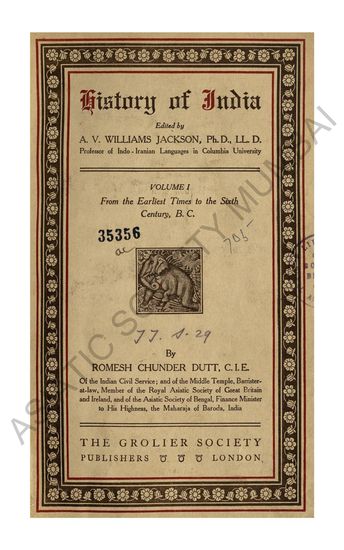 History of India
Edited by
A. V. WILLIAMS JACKSON, Ph. D., LL. D.
Professor of Indo-Iranian Languages in Columbia University
VOLUME I
From the Earliest Times to the Sixth
Century, B. C.
35356
By
ROMESH CHUNDER DUTT, C.I.E.
Of the Indian Civil Service; and of the Middle Temple, Barrister-
at-law, Member of the Royal Asiatic Society of Great Britain
and Ireland, and of the Asiatic Society of Bengal, Finance Minister
to His Highness, the Maharaja of Baroda, India
THE GROLIER SOCIETY
PUBLISHERS LONDON
ASIATIC SOCIETY MUMBAI